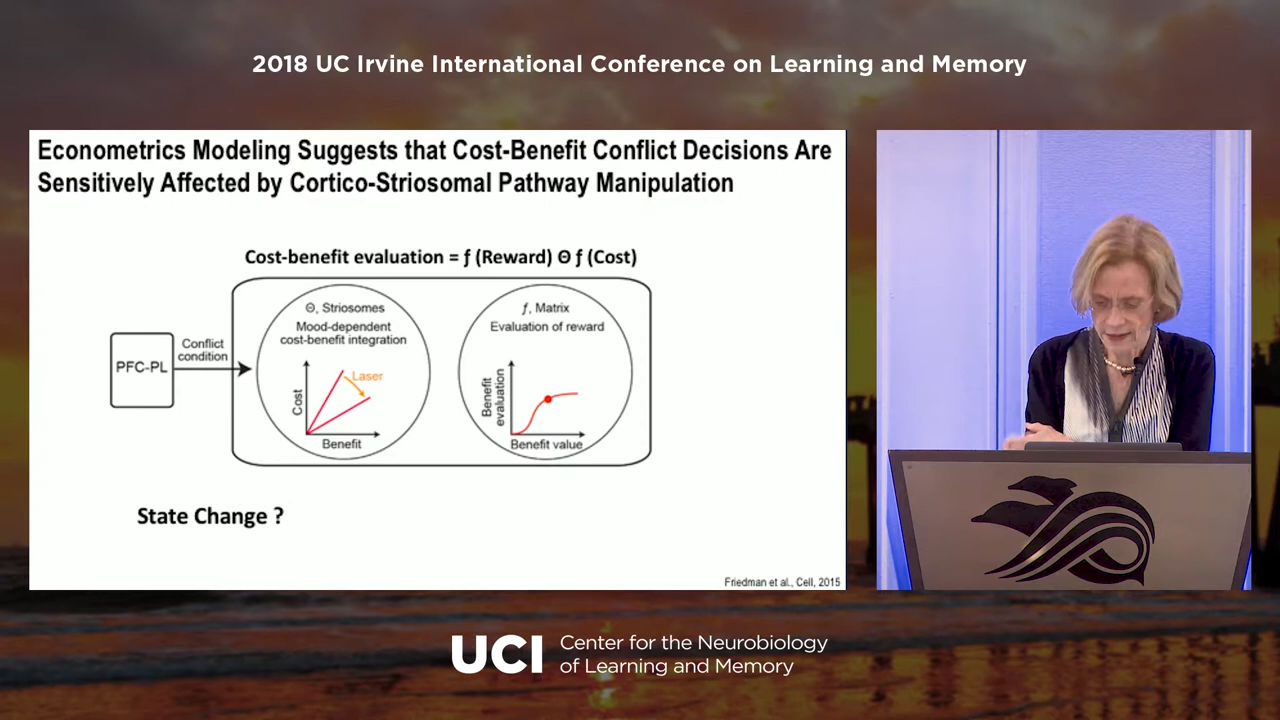 2018 UC Irvine International Conference on Learning and Memory
Econometrics Modeling Suggests that Cost-Benefit Conflict Decisions Are
Sensitively Affected by Cortico-Striosomal Pathway Manipulation
Cost-benefit evaluation = ƒ (Reward) Θ ƒ (Cost)
PFC-PL
Conflict
condition
Θ, Striosomes
Mood-dependent
cost-benefit integration
Laser
Cost
Benefit
ƒ, Matrix
Evaluation of reward
Benefit
evaluation
Benefit value
State Change ?
Friedman et al., Cell, 2015
UCI
Center for the Neurobiology
of Learning and Memory